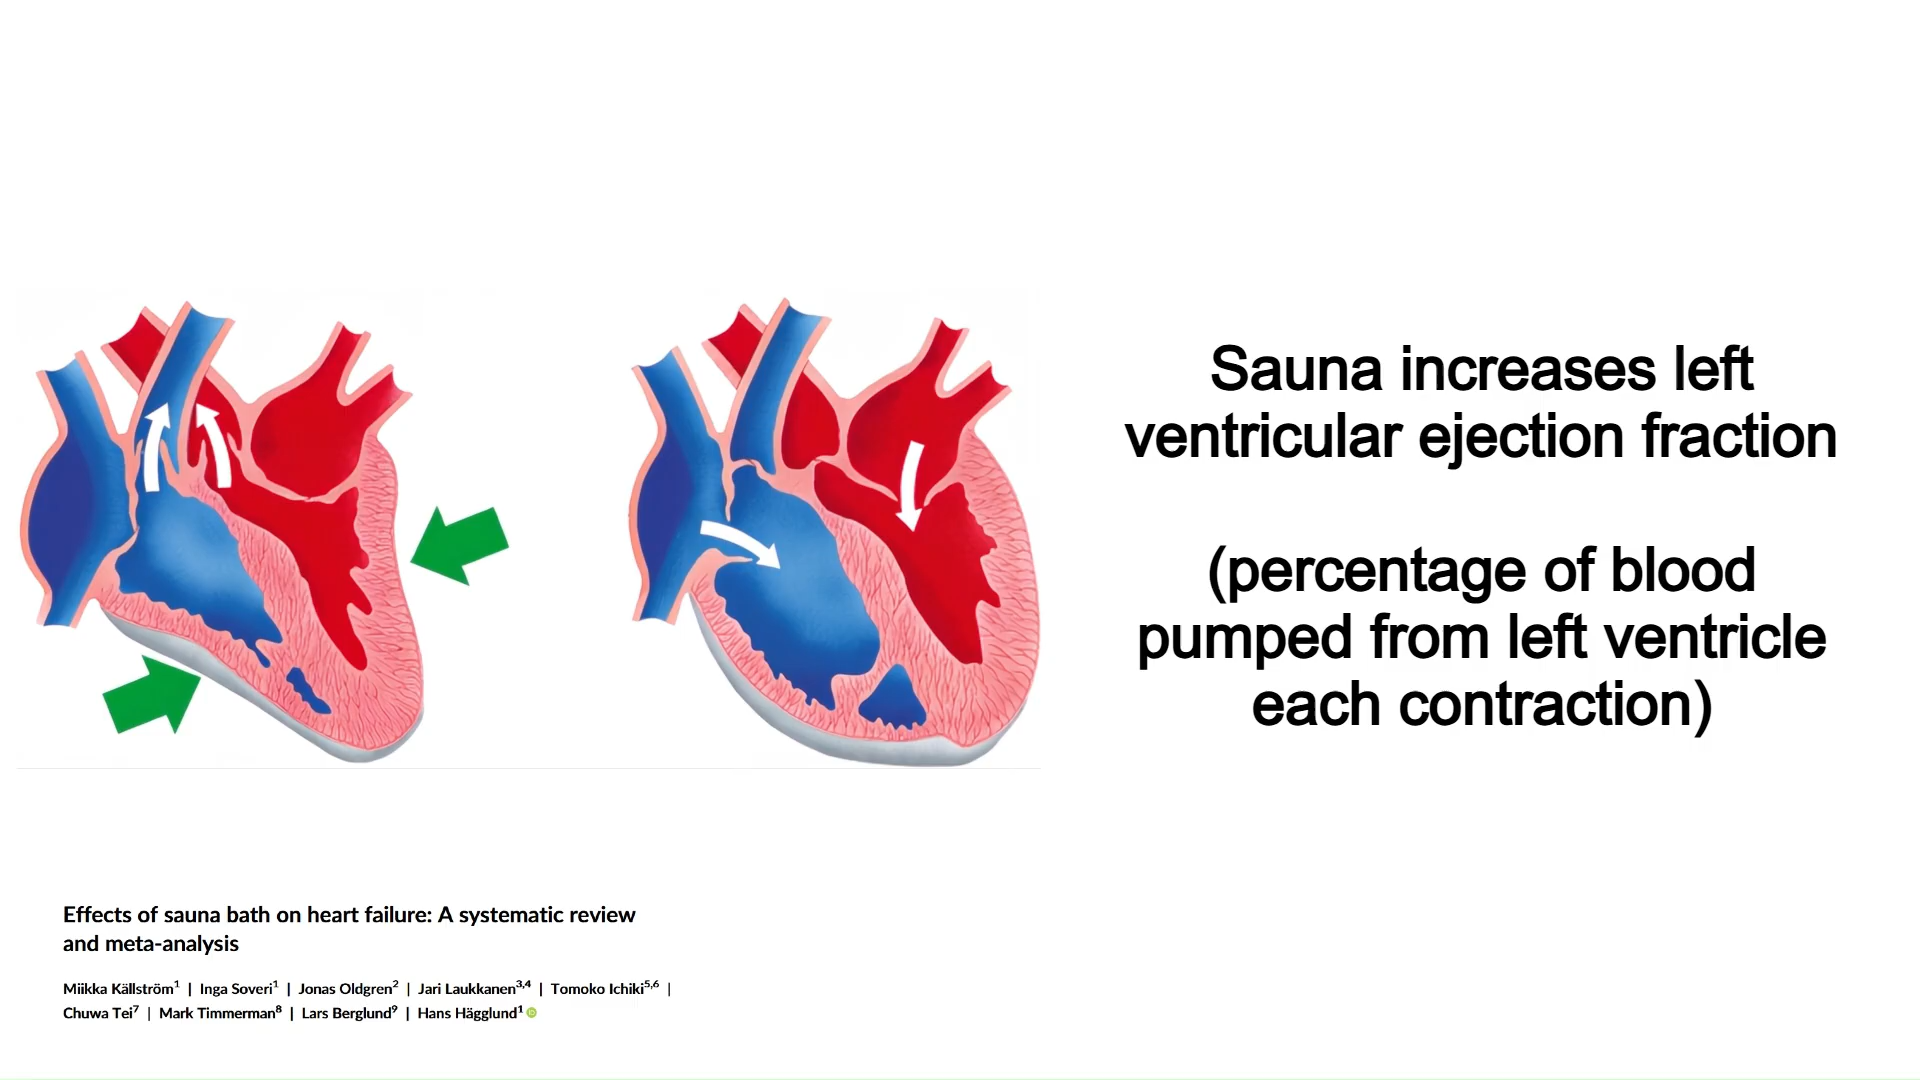 Sauna increases left
ventricular ejection fraction
(percentage of blood
pumped from left ventricle
each contraction)
Effects of sauna bath on heart failure: A systematic review
and meta-analysis
Miikka Källström1 | Inga Soveri1 | Jonas Oldgren2 | Jari Laukkanen3,4 | Tomoko Ichiki5,6 |
Chuwa Tei7 | Mark Timmerman8 | Lars Berglund9 | Hans Hägglund1